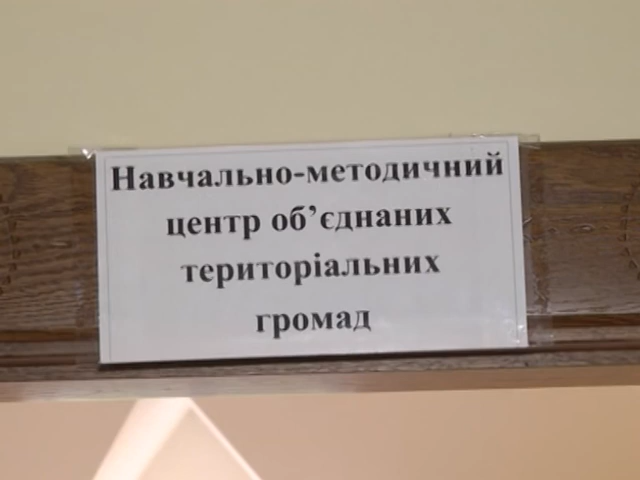 Навчально-методичний
центр об’єднаних
територіальних
громад